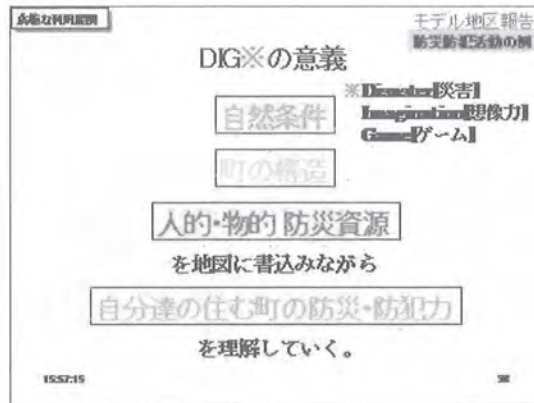 モデル地区報告
防災防犯活動の例
DIG※の意義
※Disaster【災害】
Imagination【想像力】
Game【ゲーム】
自然条件
町の構造
人的・物的 防災資源
を地図に書込みながら
自分達の住む町の防災・防犯力
を理解していく。
15:57:15